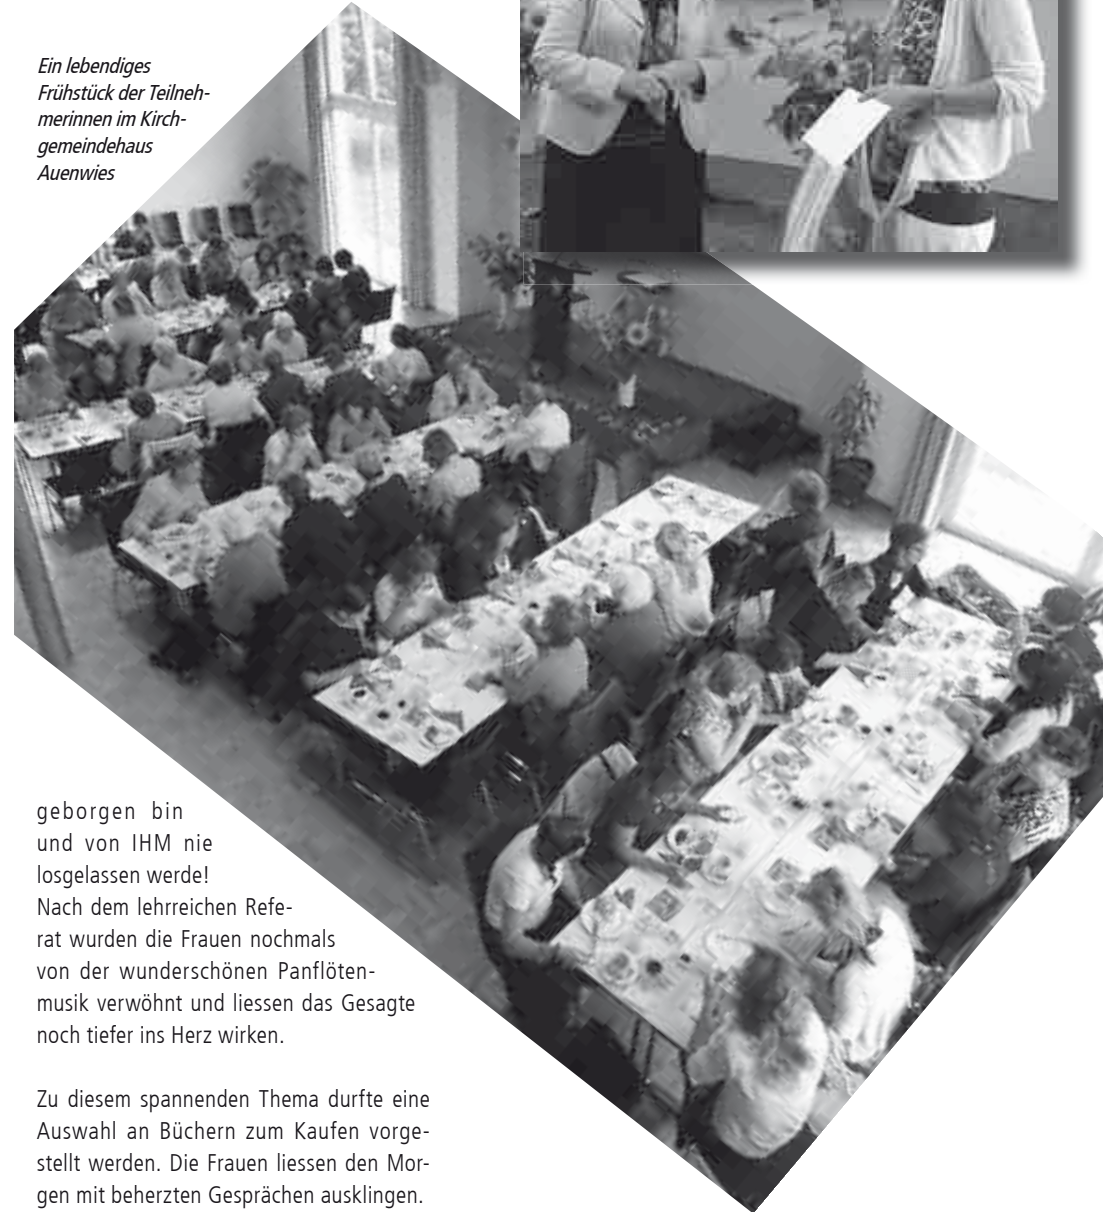 Ein lebendiges
Frühstück der Teilneh-
merinnen im Kirch-
gemeindehaus
Auenwies
geborgen bin
und von IHM nie
losgelassen werde!
Nach dem lehrreichen Refe-
rat wurden die Frauen nochmals
von der wunderschönen Panflöten-
musik verwöhnt und liessen das Gesagte
noch tiefer ins Herz wirken.
Zu diesem spannenden Thema durfte eine
Auswahl an Büchern zum Kaufen vorge-
stellt werden. Die Frauen liessen den Mor-
gen mit beherzten Gesprächen ausklingen.